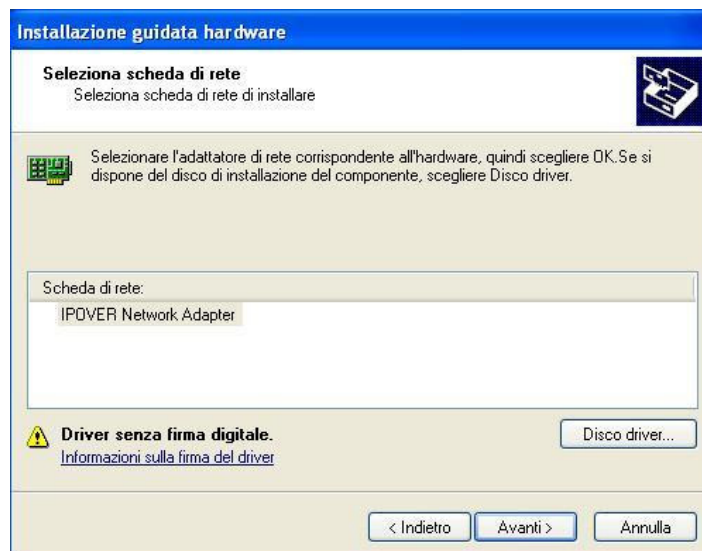 Installazione guidata hardware
Seleziona scheda di rete
Seleziona scheda di rete di installare
Selezionare l'adattatore di rete corrispondente all'hardware, quindi scegliere OK.Se si
dispone del disco di installazione del componente, scegliere Disco driver.
Scheda di rete:
IPOVER Network Adapter
Driver senza firma digitale.
Disco driver...
Informazioni sulla firma del driver
< Indietro
Avanti >
Annulla